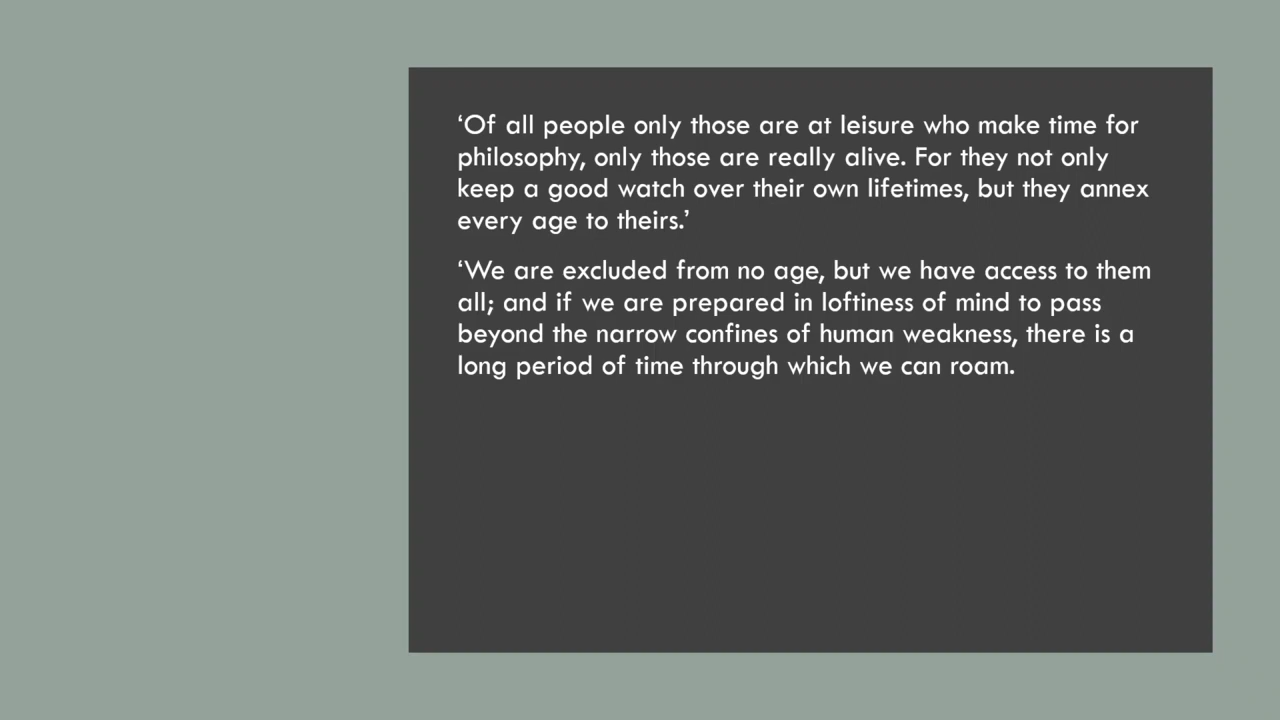 ‘Of all people only those are at leisure who make time for
philosophy, only those are really alive. For they not only
keep a good watch over their own lifetimes, but they annex
every age to theirs.’
‘We are excluded from no age, but we have access to them
all; and if we are prepared in loftiness of mind to pass
beyond the narrow confines of human weakness, there is a
long period of time through which we can roam.